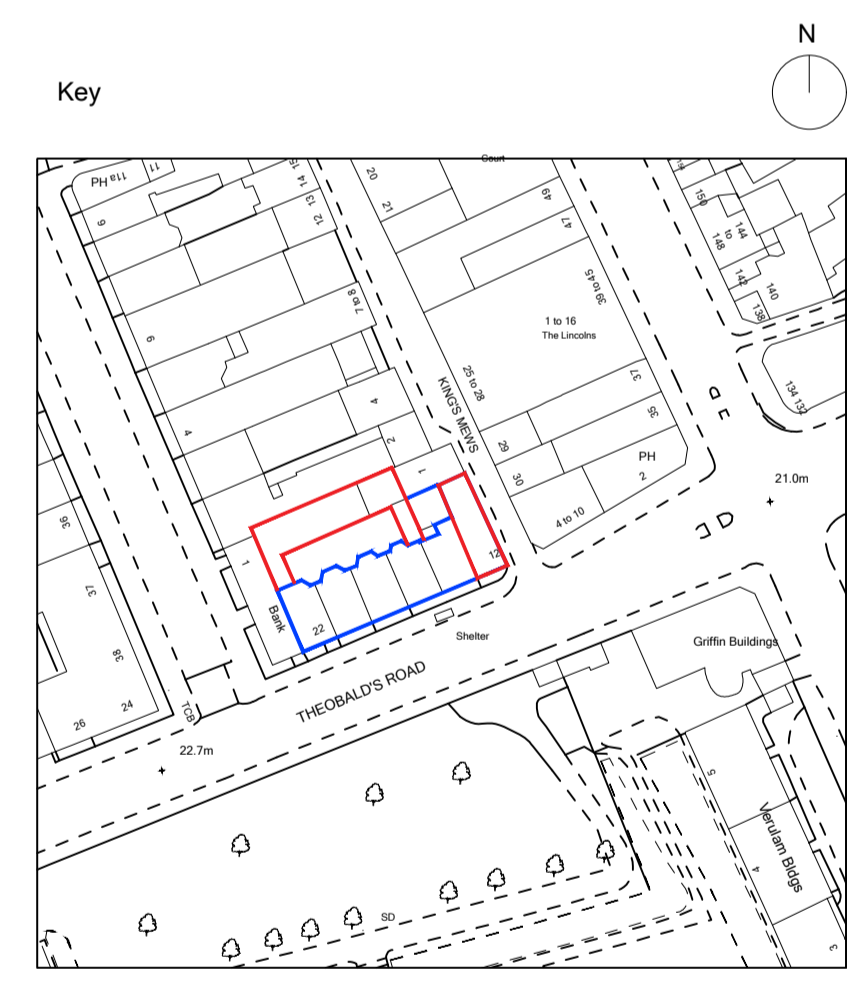 N
Key
Court
PH
11a
11
15
14
13
12
20
21
49
47
150
144
to
148
142
140
138
9
9
7 to 8
39 to 45
1 to 16
The Lincolns
134 132
KING'S MEWS
25 to 28
37
35
4
4
2
1
29
30
PH
2
21.0m
4 to 10
36
37
38
1
12
Bank
22
Shelter
Griffin Buildings
THEOBALD'S ROAD
TCB
24
26
22.7m
5
Verulam Bldgs
4
SD
3